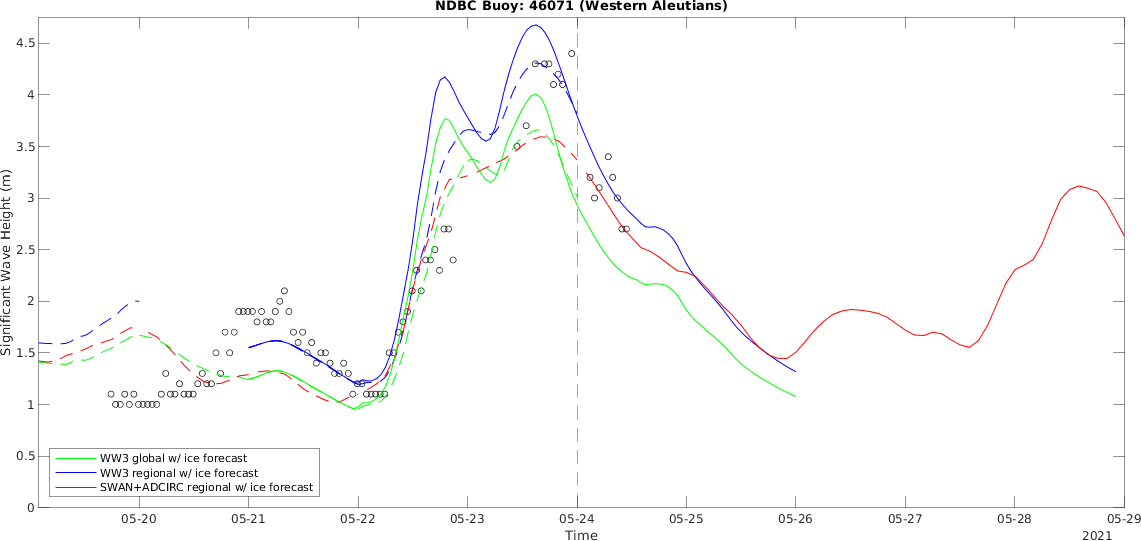 NDBC Buoy: 46071 (Western Aleutians)
Significant Wave Height (m)
4.5
4
3.5
3
2.5
2
1.5
1
0.5
0
WW3 global w/ ice forecast
WW3 regional w/ ice forecast
SWAN+ADCIRC regional w/ ice forecast
05-20 05-21 05-22 05-23 05-24 05-25 05-26 05-27 05-28 05-29
Time
2021